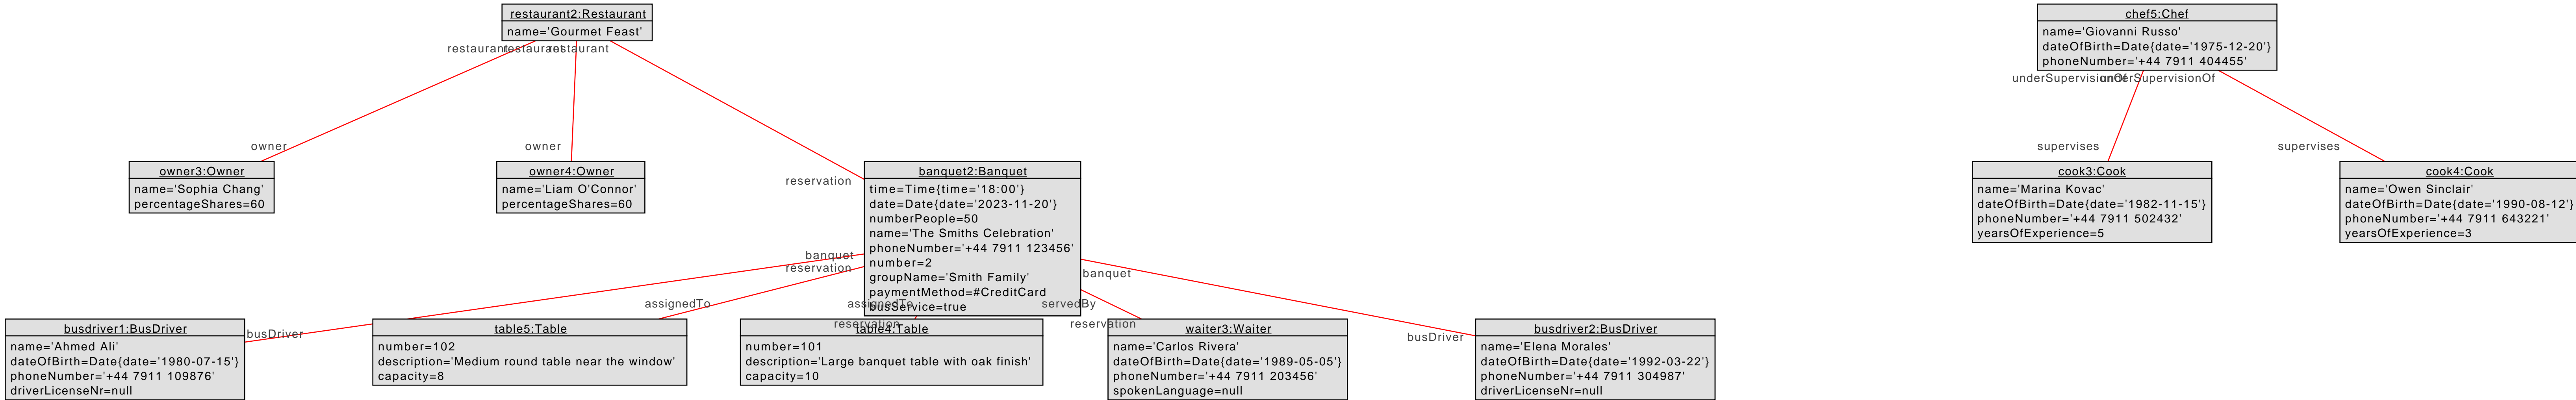 restaurant2:Restaurant
name='Gourmet Feast'
restaurant
restaurant
restaurant
chef5:Chef
name='Giovanni Russo'
dateOfBirth=Date{date='1975-12-20'}
phoneNumber='+44 7911 404455'
underSupervisionOf
underSupervisionOf
owner
owner
reservation
supervises
supervises
owner3:Owner
name='Sophia Chang'
percentageShares=60
owner4:Owner
name='Liam O'Connor'
percentageShares=60
banquet2:Banquet
time=Time{time='18:00'}
date=Date{date='2023-11-20'}
numberPeople=50
name='The Smiths Celebration'
phoneNumber='+44 7911 123456'
number=2
groupName='Smith Family'
paymentMethod=#CreditCard
busService=true
cook3:Cook
name='Marina Kovac'
dateOfBirth=Date{date='1982-11-15'}
phoneNumber='+44 7911 502432'
yearsOfExperience=5
cook4:Cook
name='Owen Sinclair'
dateOfBirth=Date{date='1990-08-12'}
phoneNumber='+44 7911 643221'
yearsOfExperience=3
banquet
reservation
banquet
assignedTo
assignedTo
servedBy
busDriver
reservation
reservation
busDriver
busdriver1:BusDriver
name='Ahmed Ali'
dateOfBirth=Date{date='1980-07-15'}
phoneNumber='+44 7911 109876'
driverLicenseNr=null
table5:Table
number=102
description='Medium round table near the window'
capacity=8
table4:Table
number=101
description='Large banquet table with oak finish'
capacity=10
waiter3:Waiter
name='Carlos Rivera'
dateOfBirth=Date{date='1989-05-05'}
phoneNumber='+44 7911 203456'
spokenLanguage=null
busdriver2:BusDriver
name='Elena Morales'
dateOfBirth=Date{date='1992-03-22'}
phoneNumber='+44 7911 304987'
driverLicenseNr=null